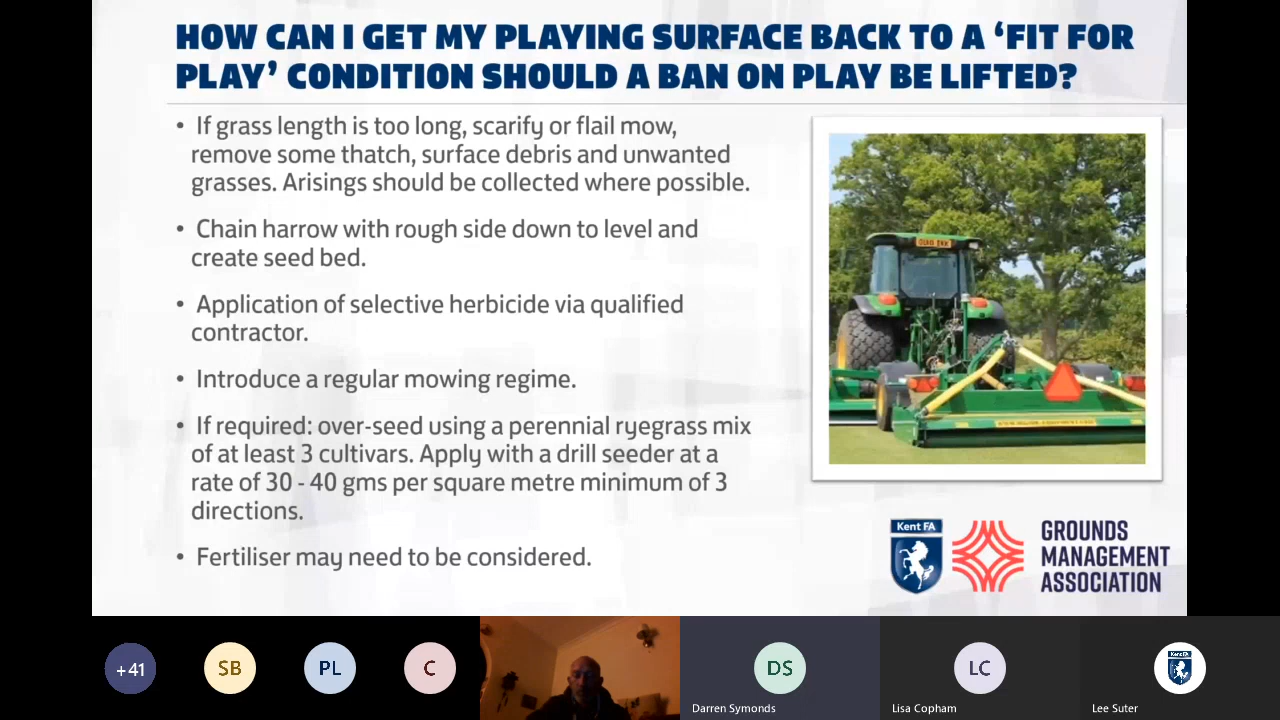 HOW CAN I GET MY PLAYING SURFACE BACK TO A ‘FIT FOR
PLAY’ CONDITION SHOULD A BAN ON PLAY BE LIFTED?
• If grass length is too long, scarify or flail mow,
remove some thatch, surface debris and unwanted
grasses. Arisings should be collected where possible.
• Chain harrow with rough side down to level and
create seed bed.
• Application of selective herbicide via qualified
contractor.
• Introduce a regular mowing regime.
• If required: over-seed using a perennial ryegrass mix
of at least 3 cultivars. Apply with a drill seeder at a
rate of 30 - 40 gms per square metre minimum of 3
directions.
• Fertiliser may need to be considered.
Kent FA
GROUNDS
MANAGEMENT
ASSOCIATION
+41
SB
PL
C
DS
LC
Kent FA
Darren Symonds
Lisa Copham
Lee Suter